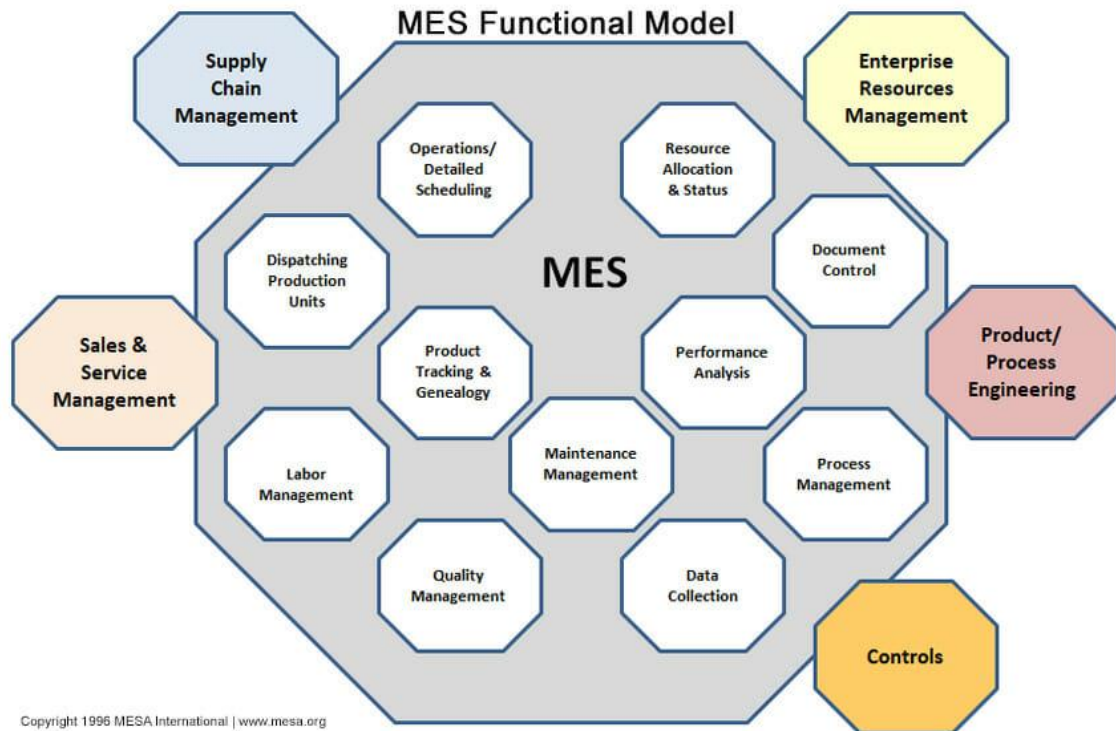 MES Functional Model
Supply
Chain
Management
Enterprise
Resources
Management
Operations/
Detailed
Scheduling
Resource
Allocation
& Status
Dispatching
Production
Units
MES
Document
Control
Sales &
Service
Management
Product
Tracking &
Genealogy
Performance
Analysis
Product/
Process
Engineering
Labor
Management
Maintenance
Management
Process
Management
Quality
Management
Data
Collection
Controls
Copyright 1996 MESA International | www.mesa.org